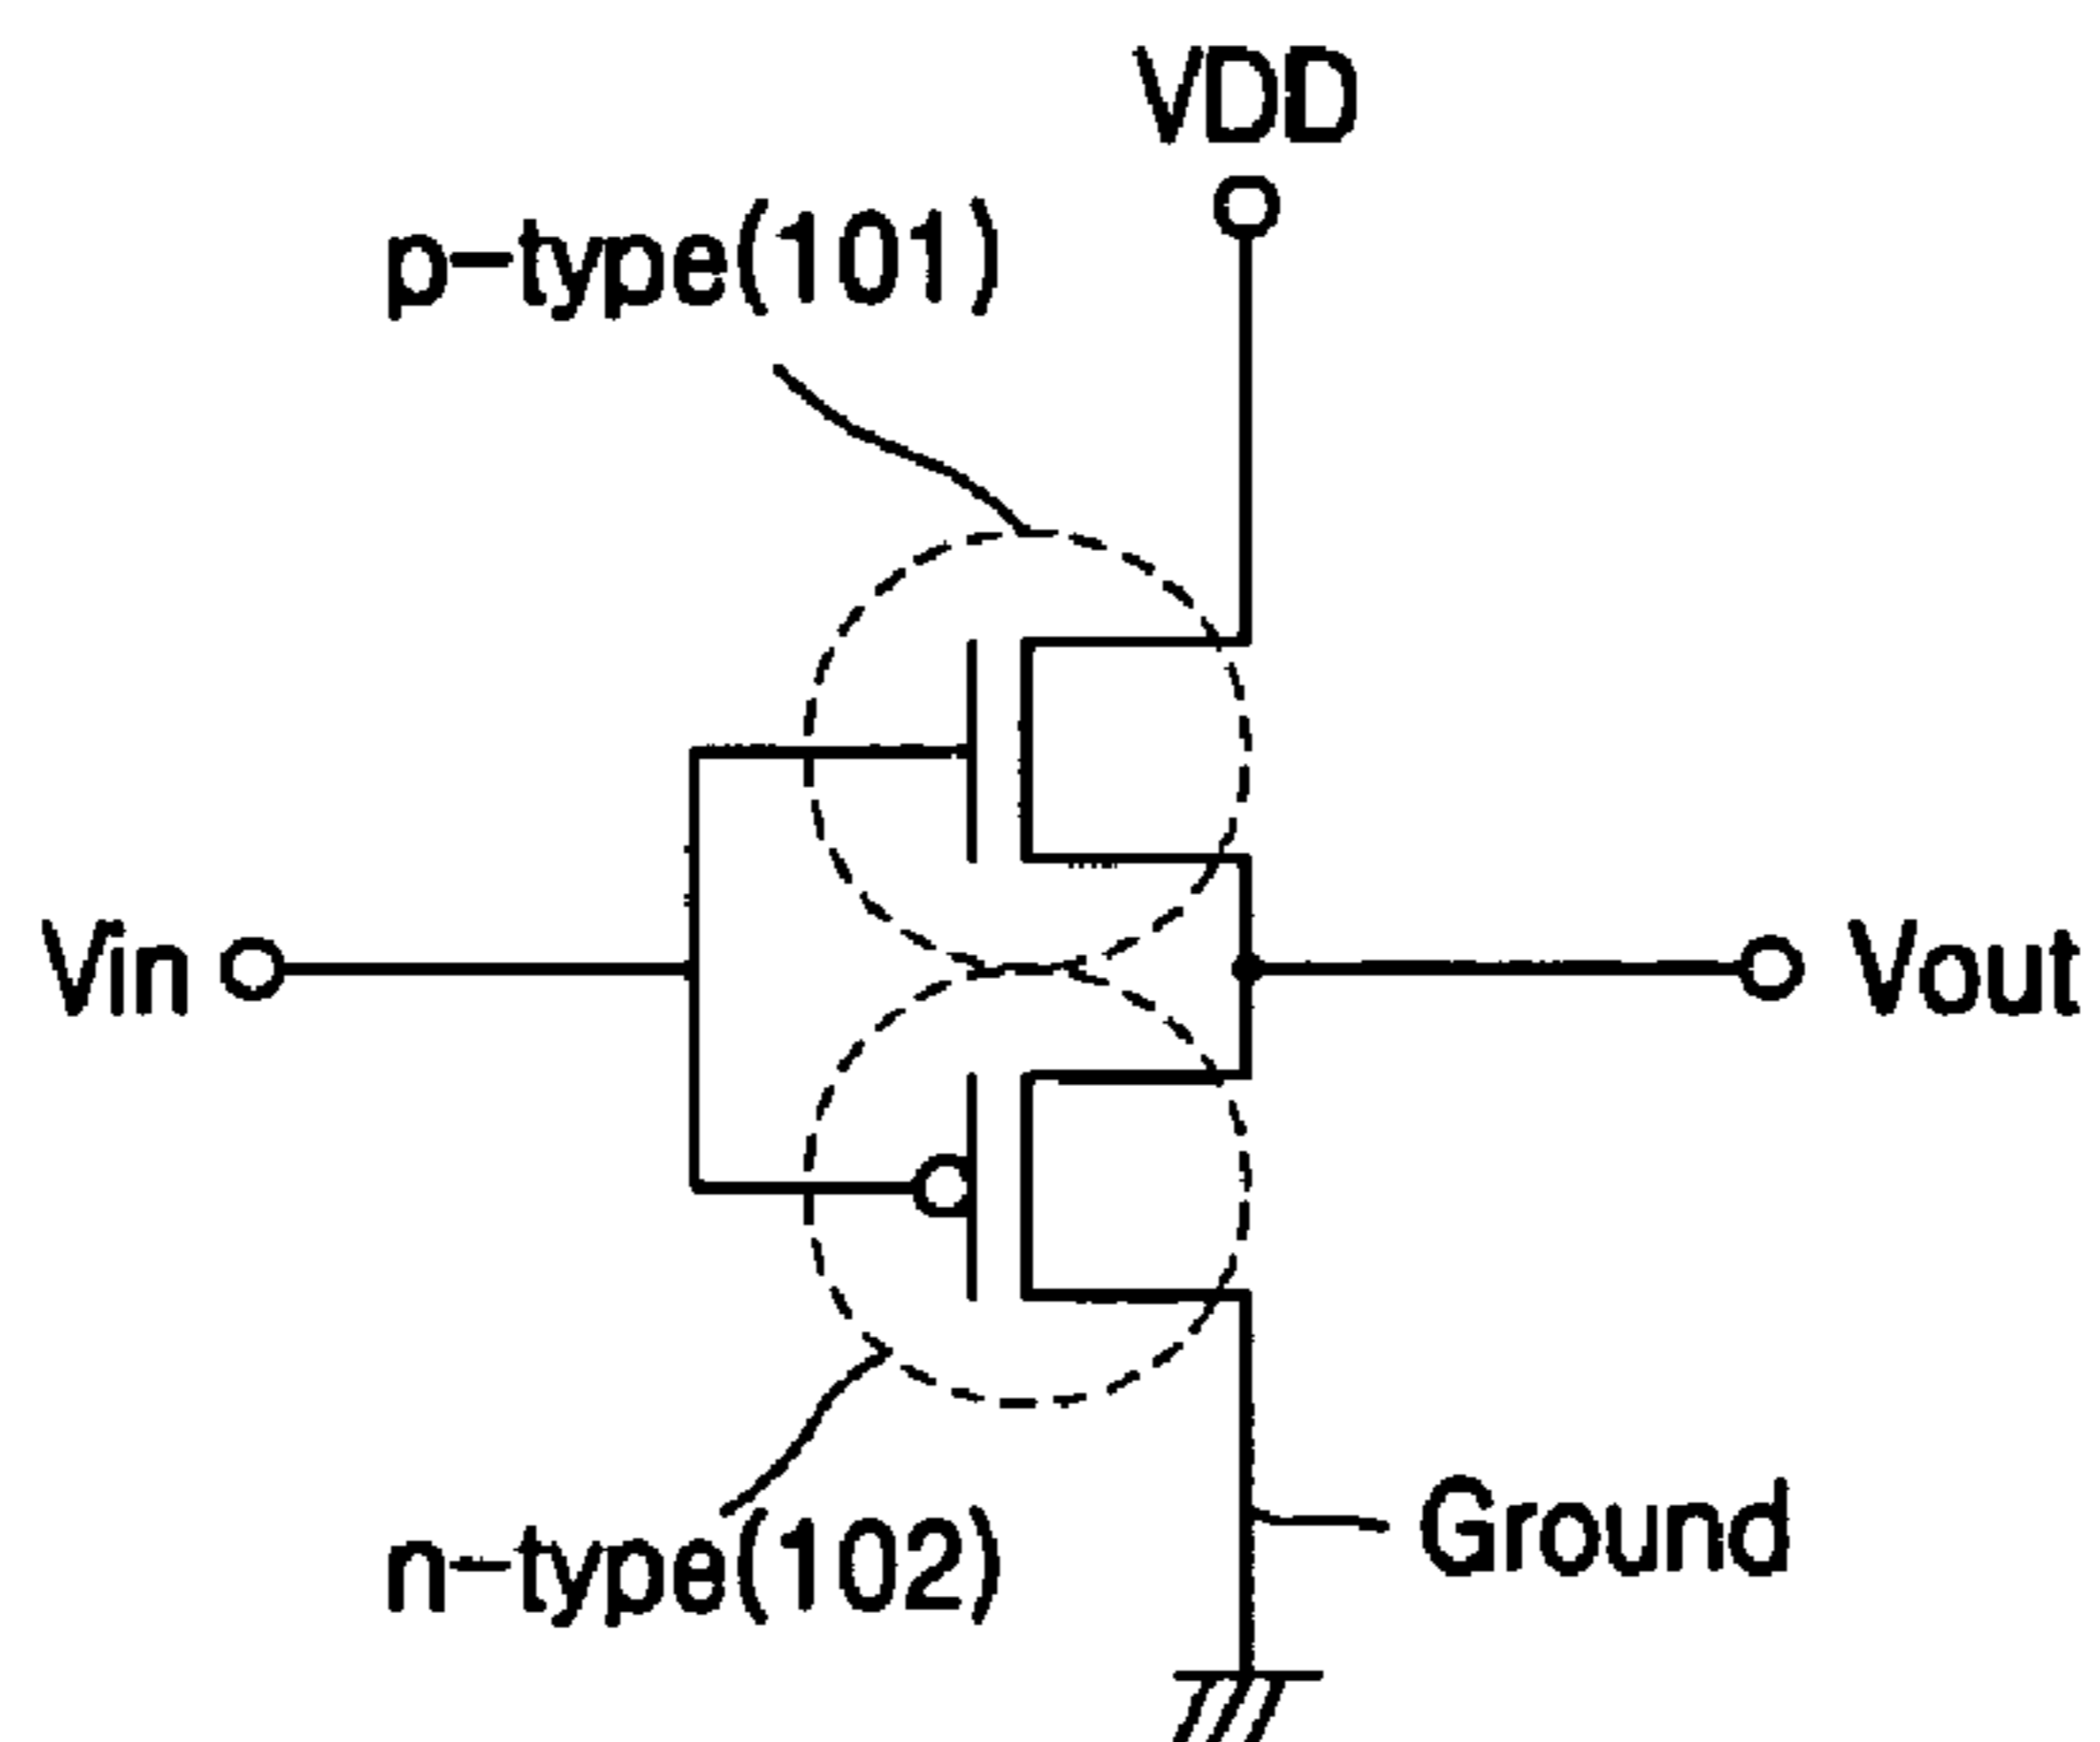 VDD
p-type(101)
Vin
Vout
Ground
n-type(102)